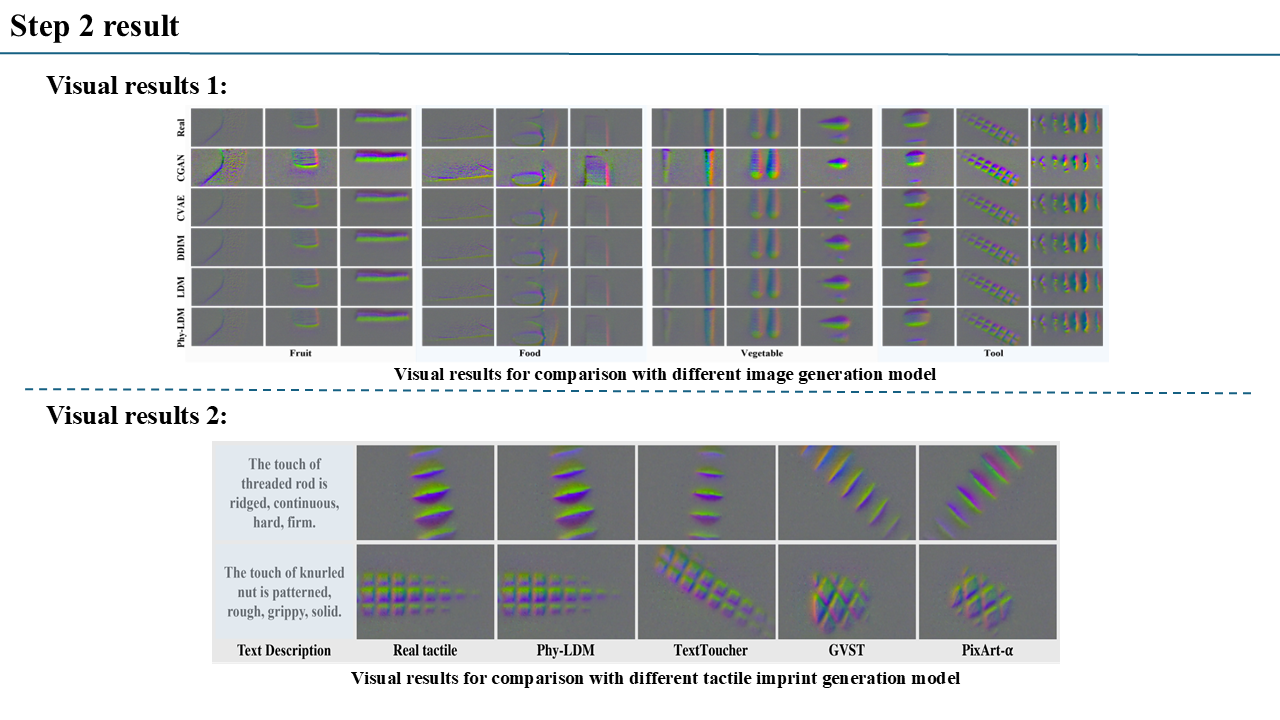 Step 2 result
Visual results 1:
Real
CGAN
CVAE
DDIM
LDM
Phy-LDM
Fruit
Food
Vegetable
Tool
Visual results for comparison with different image generation model
Visual results 2:
The touch of
threaded rod is
ridged, continuous,
hard, firm.
The touch of knurled
nut is patterned,
rough, grippy, solid.
Text Description
Real tactile
Phy-LDM
TextToucher
GVST
PixArt-α
Visual results for comparison with different tactile imprint generation model